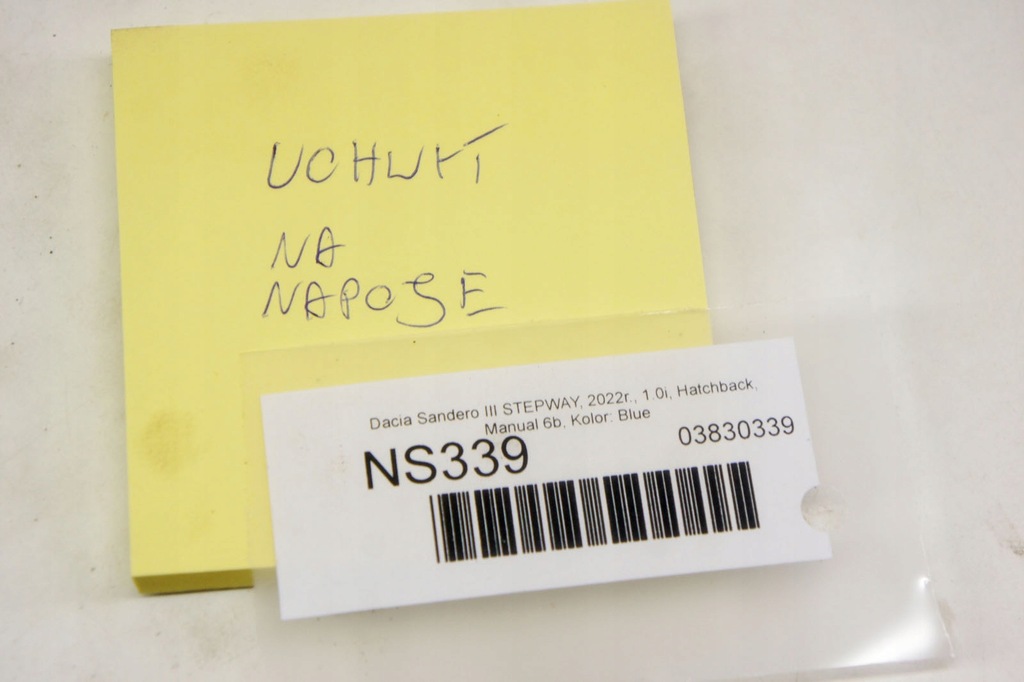 UCHWYT
NA
NAPOJE
Dacia Sandero III STEPWAY, 2022r., 1.0i, Hatchback,
Manual 6b, Kolor: Blue
NS339
03830339